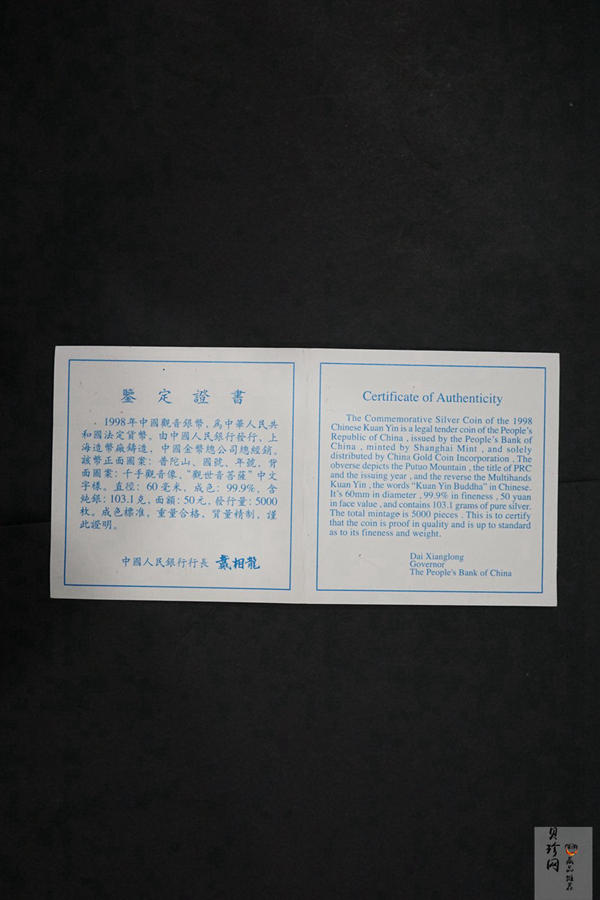 鑒定證書
1998年中國觀音銀幣，爲中華人民共
和國法定貨幣。由中國人民銀行發行，上
海造幣廠鑄造，中國金幣總公司總經銷。
該幣正面圖案：普陀山、國號、年號，背
面圖案：千手觀音像，“觀世音菩薩”中文
字樣。直徑：60毫米，成色：99.9%，含
純銀：103.1克，面額：50元，發行量：5000
枚。成色標准，重量合格，質量精制，謹
此證明。
中國人民銀行行長 戴相龍
Certificate of Authenticity
The Commemorative Silver Coin of the 1998
Chinese Kuan Yin is a legal tender coin of the People's
Republic of China , issued by the People's Bank of
China , minted by Shanghai Mint , and solely
distributed by China Gold Coin Incorporation . The
obverse depicts the Putuo Mountain , the title of PRC
and the issuing year , and the reverse the Multihands
Kuan Yin , the words "Kuan Yin Buddha" in Chinese.
It's 60mm in diameter , 99.9% in fineness , 50 yuan
in face value , and contains 103.1 grams of pure silver.
The total mintage is 5000 pieces . This is to certify
that the coin is proof in quality and is up to standard
as to its fineness and weight.
Dai Xianglong
Governor
The People's Bank of China
貝珍网
藏品推荐